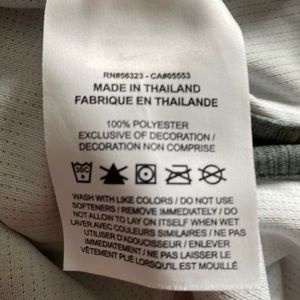 RN#56323 - CA#05553
MADE IN THAILAND
FABRIQUE EN THAILANDE
100% POLYESTER
EXCLUSIVE OF DECORATION /
DECORATION NON COMPRISE
WASH WITH LIKE COLORS / DO NOT USE
SOFTENERS / REMOVE IMMEDIATELY / DO
NOT ALLOW TO LAY ON ITSELF WHEN WET
LAVER AVEC COULEURS SIMILAIRES / NE PAS
UTILISER D'ADOUCISSEUR / ENLEVER
IMMÉDIATEMENT / NE PAS LAISSER LE
VÊTEMENT PLIÉ LORSQU'IL EST MOUILLÉ